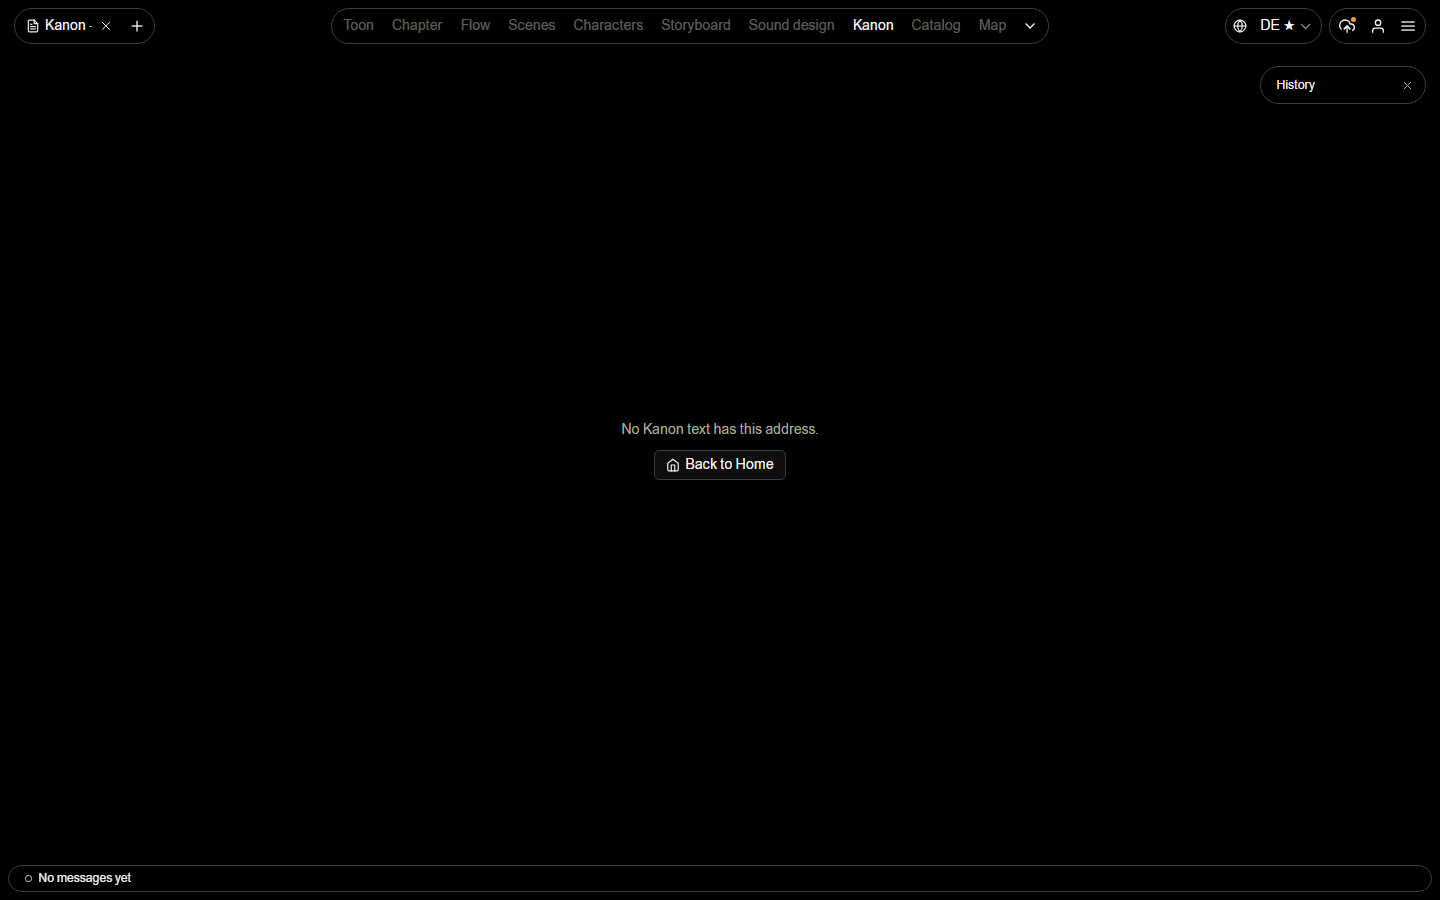 Kanon -
Toon Chapter Flow Scenes Characters Storyboard Sound design Kanon Catalog Map
DE ★
History
No Kanon text has this address.
Back to Home
No messages yet